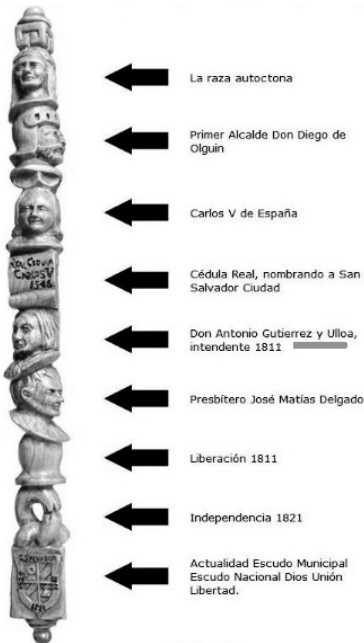 La raza autoctona
Primer Alcalde Don Diego de
Olguin
Carlos V de España
REAL CEDULA
CARLOS V
1546
Cédula Real, nombrando a San
Salvador Ciudad
Don Antonio Gutierrez y Ulloa,
intendente 1811
Presbítero José Matías Delgado
Liberación 1811
Independencia 1821
S. SALVADOR
Actualidad Escudo Municipal
Escudo Nacional Dios Unión
Libertad.